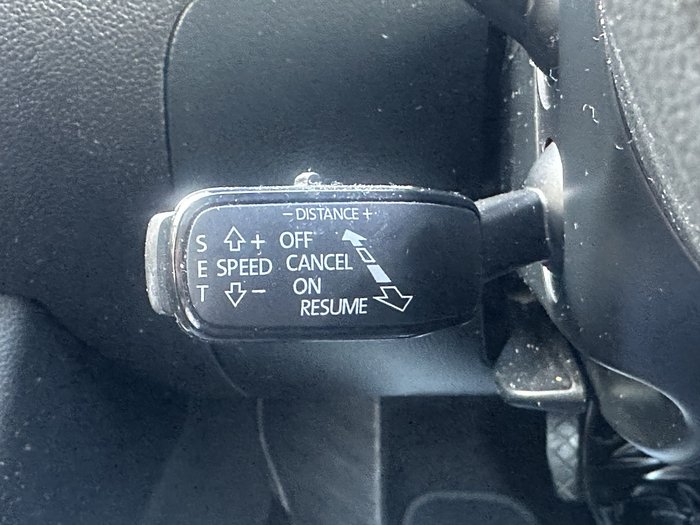 - DISTANCE +
S + OFF
E SPEED CANCEL
T - ON
RESUME